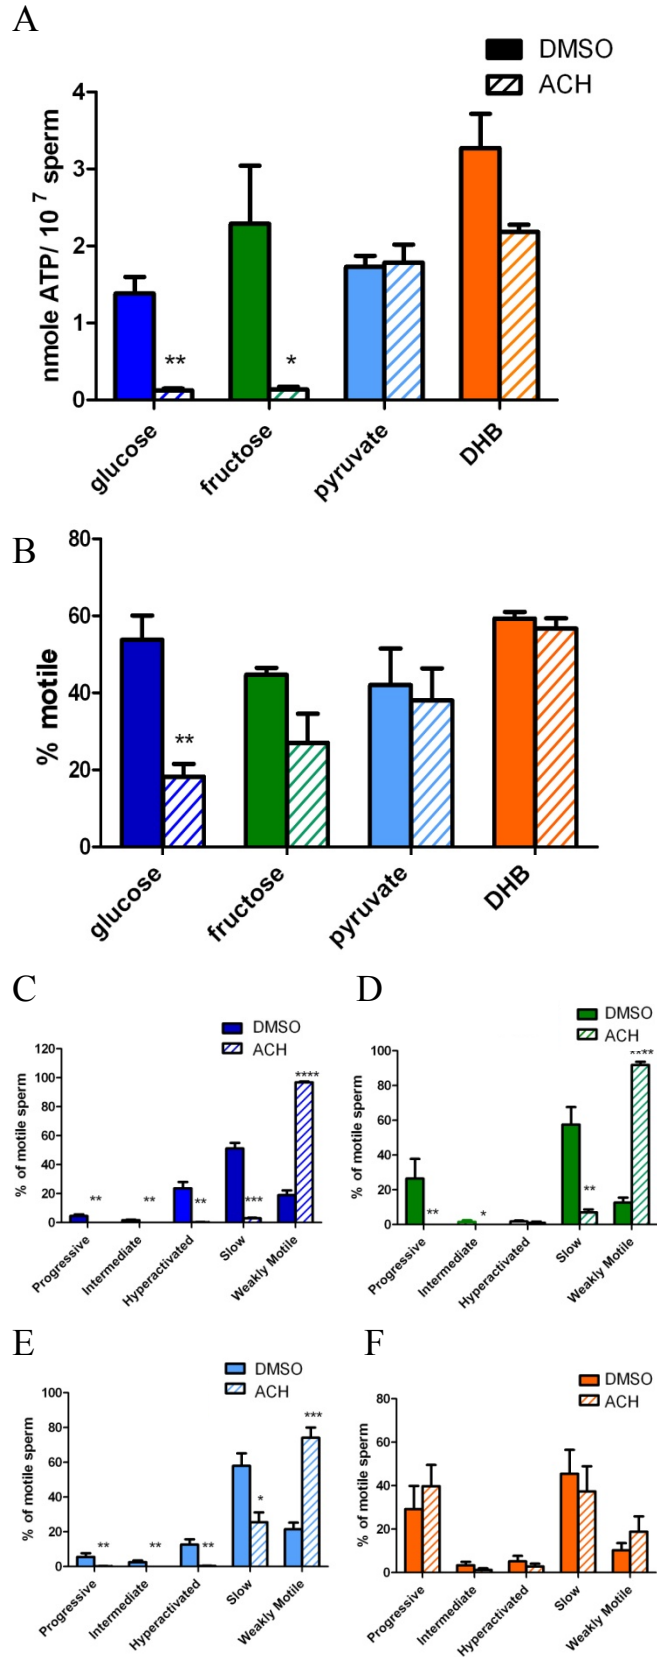 A
DMSO
ACH
nmole ATP/ 10 7 sperm
4
3
2
1
0
**
*
glucose
fructose
pyruvate
DHB
B
% motile
80
60
40
20
0
**
glucose
fructose
pyruvate
DHB
C
DMSO
ACH
% of motile sperm
120
100
80
60
40
20
0
**
**
**
***
****
Progressive
Intermediate
Hyperactivated
Slow
Weakly Motile
D
DMSO
ACH
% of motile sperm
100
80
60
40
20
0
**
*
**
****
Progressive
Intermediate
Hyperactivated
Slow
Weakly Motile
E
DMSO
ACH
% of motile sperm
100
80
60
40
20
0
**
**
**
*
***
Progressive
Intermediate
Hyperactivated
Slow
Weakly Motile
F
DMSO
ACH
% of motile sperm
80
60
40
20
0
Progressive
Intermediate
Hyperactivated
Slow
Weakly Motile